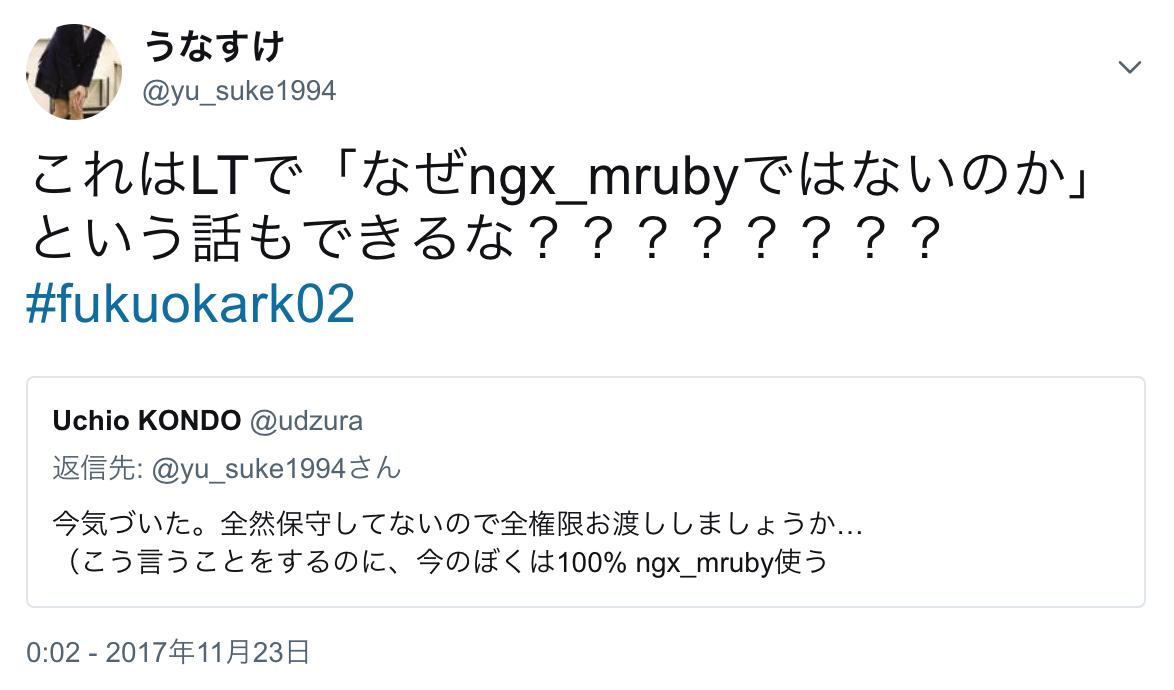 うなすけ
@yu_suke1994
これはLTで「なぜngx_mrubyではないのか」
という話もできるな？？？？？？？？
#fukuokark02
Uchio KONDO @udzura
返信先: @yu_suke1994さん
今気づいた。全然保守してないので全権限お渡ししましょうか…
（こう言うことをするのに、今のぼくは100% ngx_mruby使う
0:02 - 2017年11月23日